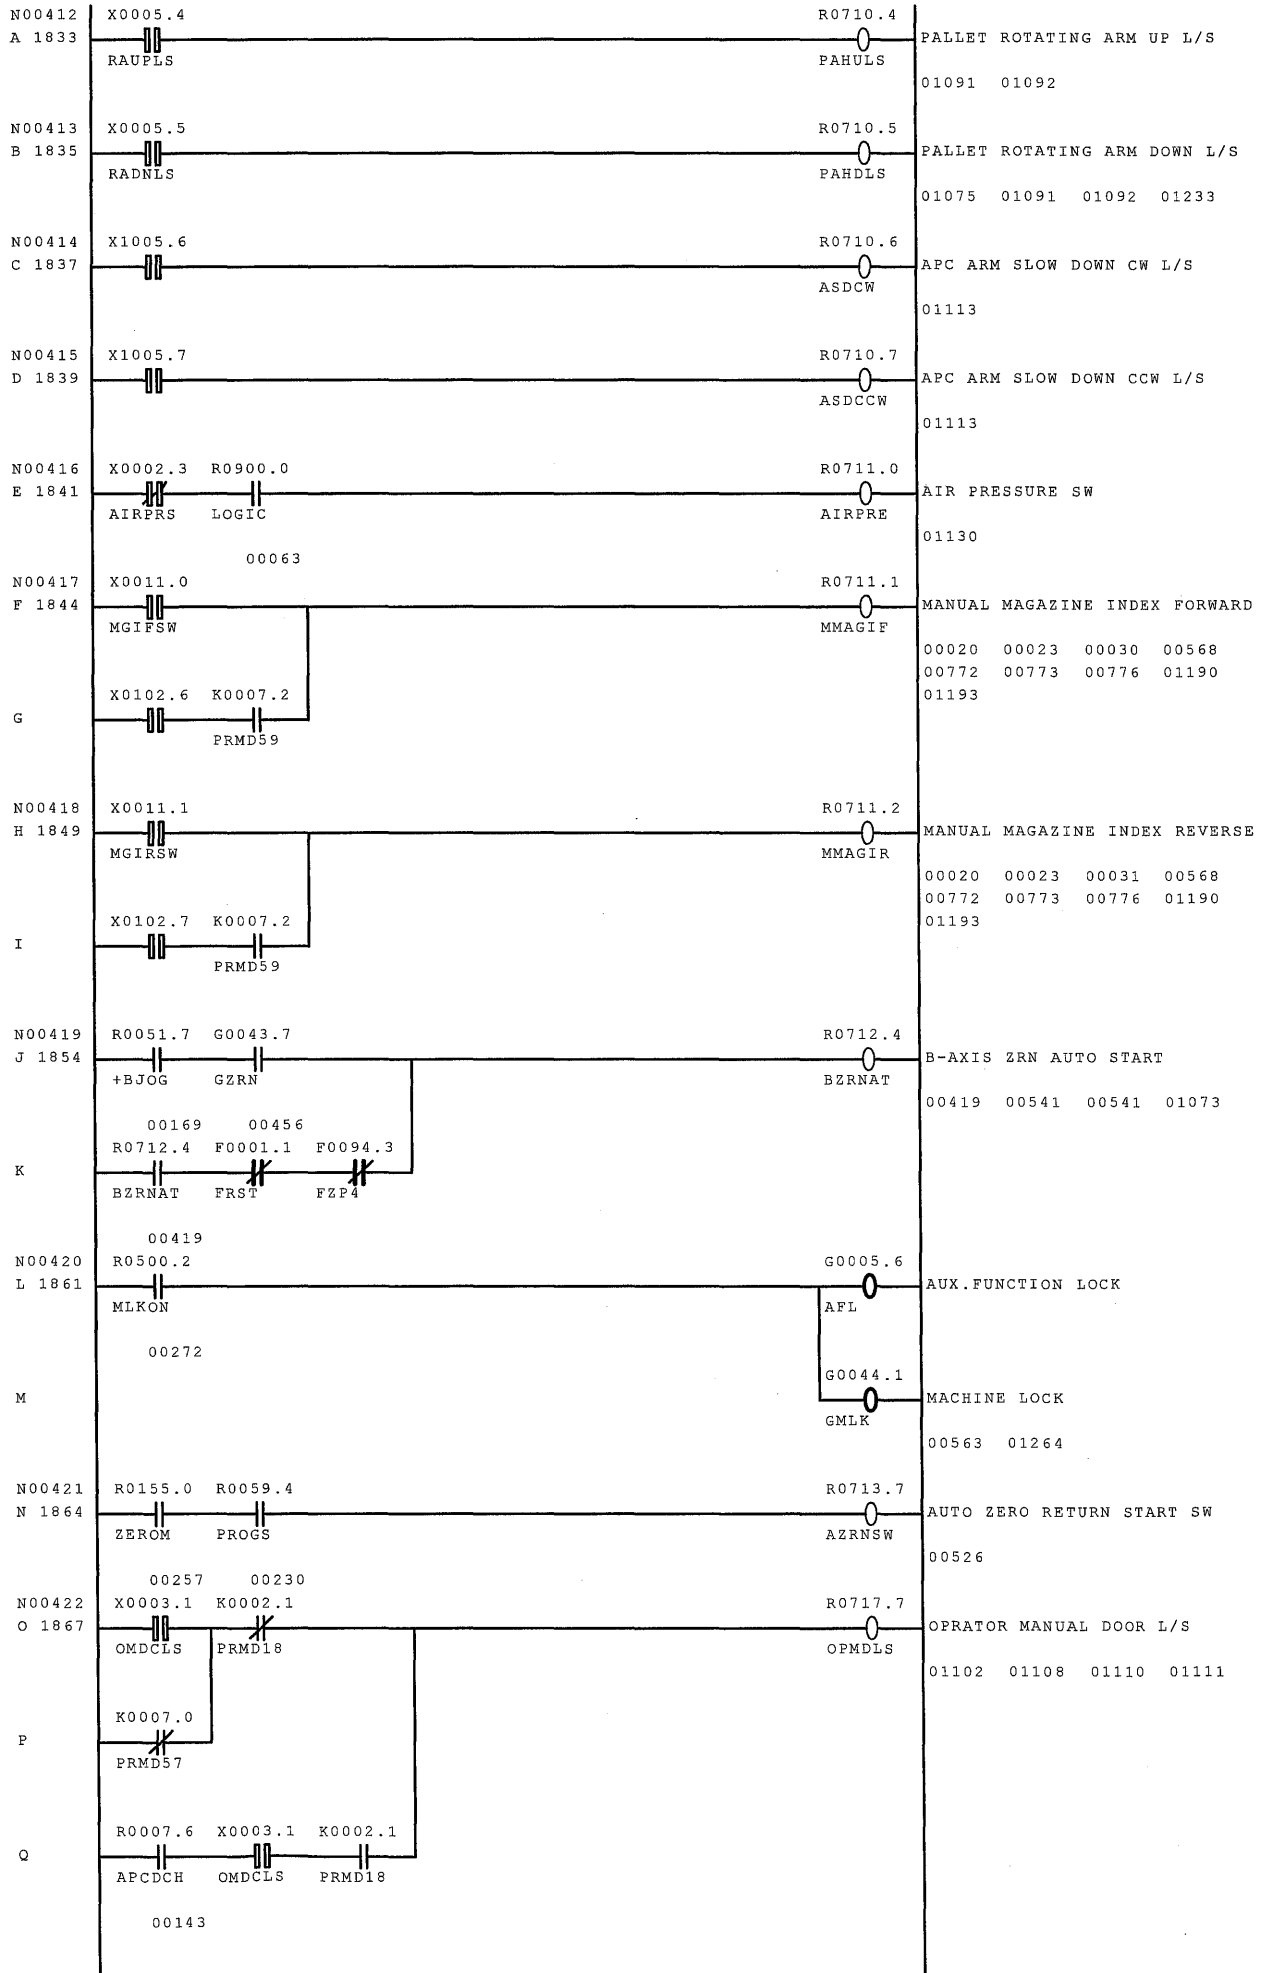 N00412 X0005.4 R0710.4
A 1833 PALLET ROTATING ARM UP L/S
RAUPLS PAHULS
01091 01092
N00413 X0005.5 R0710.5
B 1835 PALLET ROTATING ARM DOWN L/S
RADNLS PAHDLS
01075 01091 01092 01233
N00414 X1005.6 R0710.6
C 1837 APC ARM SLOW DOWN CW L/S
ASDCW
01113
N00415 X1005.7 R0710.7
D 1839 APC ARM SLOW DOWN CCW L/S
ASDCCW
01113
N00416 X0002.3 R0900.0 R0711.0
E 1841 AIR PRESSURE SW
AIRPRS LOGIC AIRPRE
01130
00063
N00417 X0011.0 R0711.1
F 1844 MANUAL MAGAZINE INDEX FORWARD
MGIFSW MMAGIF
00020 00023 00030 00568
00772 00773 00776 01190
X0102.6 K0007.2 01193
G
PRMD59
N00418 X0011.1 R0711.2
H 1849 MANUAL MAGAZINE INDEX REVERSE
MGIRSW MMAGIR
00020 00023 00031 00568
00772 00773 00776 01190
X0102.7 K0007.2 01193
I
PRMD59
N00419 R0051.7 G0043.7 R0712.4
J 1854 B-AXIS ZRN AUTO START
+BJOG GZRN BZRNAT
00419 00541 00541 01073
00169 00456
R0712.4 F0001.1 F0094.3
K
BZRNAT FRST FZP4
00419
N00420 R0500.2 G0005.6
L 1861 AUX.FUNCTION LOCK
MLKON AFL
00272
G0044.1
M MACHINE LOCK
GMLK
00563 01264
N00421 R0155.0 R0059.4 R0713.7
N 1864 AUTO ZERO RETURN START SW
ZEROM PROGS AZRNSW
00526
00257 00230
N00422 X0003.1 K0002.1 R0717.7
O 1867 OPRATOR MANUAL DOOR L/S
OMDCLS PRMD18 OPMDLS
01102 01108 01110 01111
K0007.0
P
PRMD57
R0007.6 X0003.1 K0002.1
Q
APCDCH OMDCLS PRMD18
00143